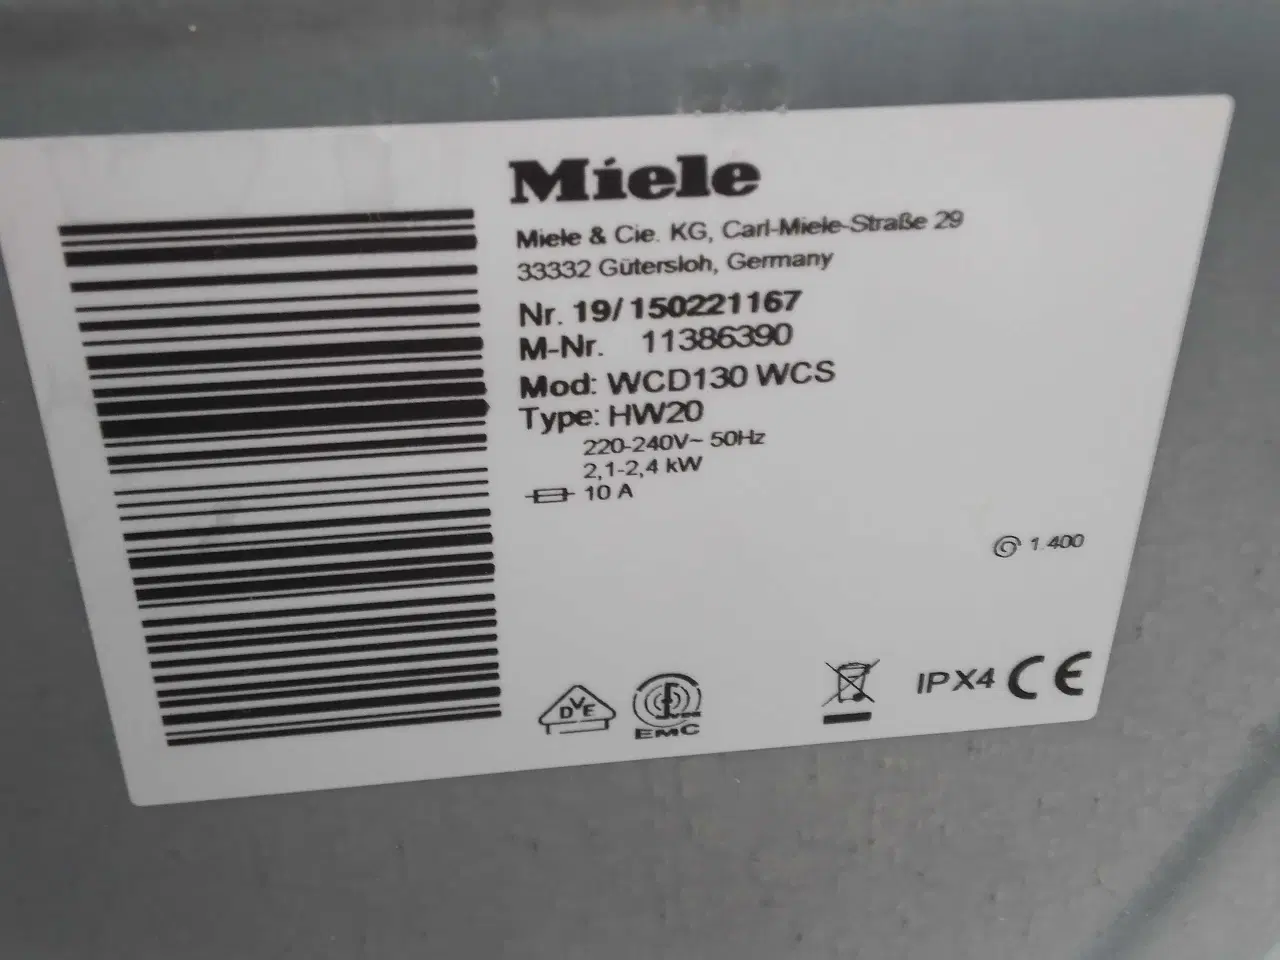 Miele
Miele & Cie. KG, Carl-Miele-Straße 29
33332 Gütersloh, Germany
Nr. 19/ 150221167
M-Nr. 11386390
Mod: WCD130 WCS
Type: HW20
220-240V~ 50Hz
2,1-2,4 kW
10 A
1.400
DVE
EMC
IPX4 CE